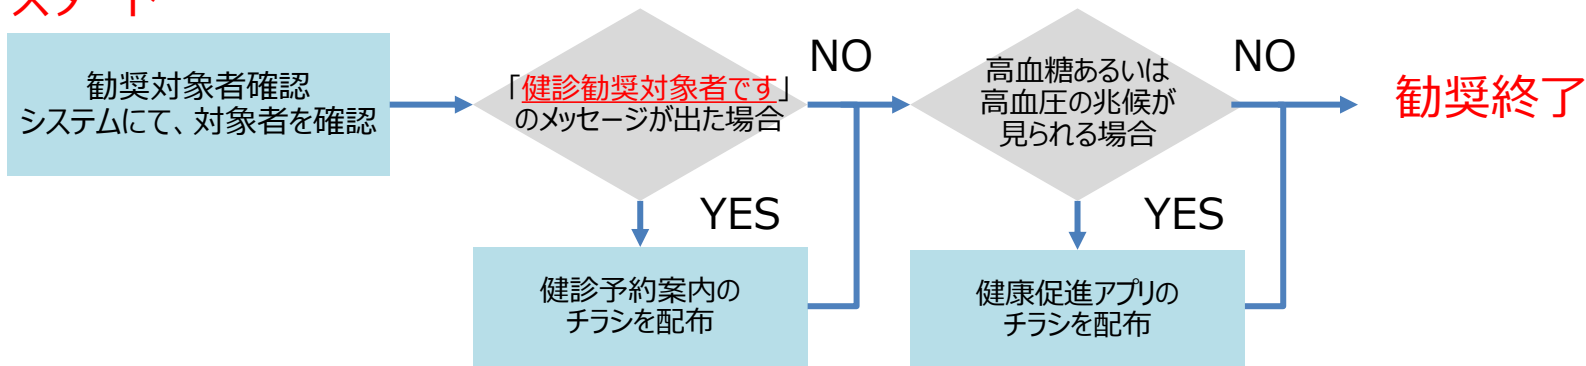 スタート
勧奨対象者確認
システムにて、対象者を確認
「健診勧奨対象者です」
のメッセージが出た場合
NO
YES
健診予約案内の
チラシを配布
高血糖あるいは
高血圧の兆候が
見られる場合
NO
YES
健康促進アプリの
チラシを配布
勧奨終了